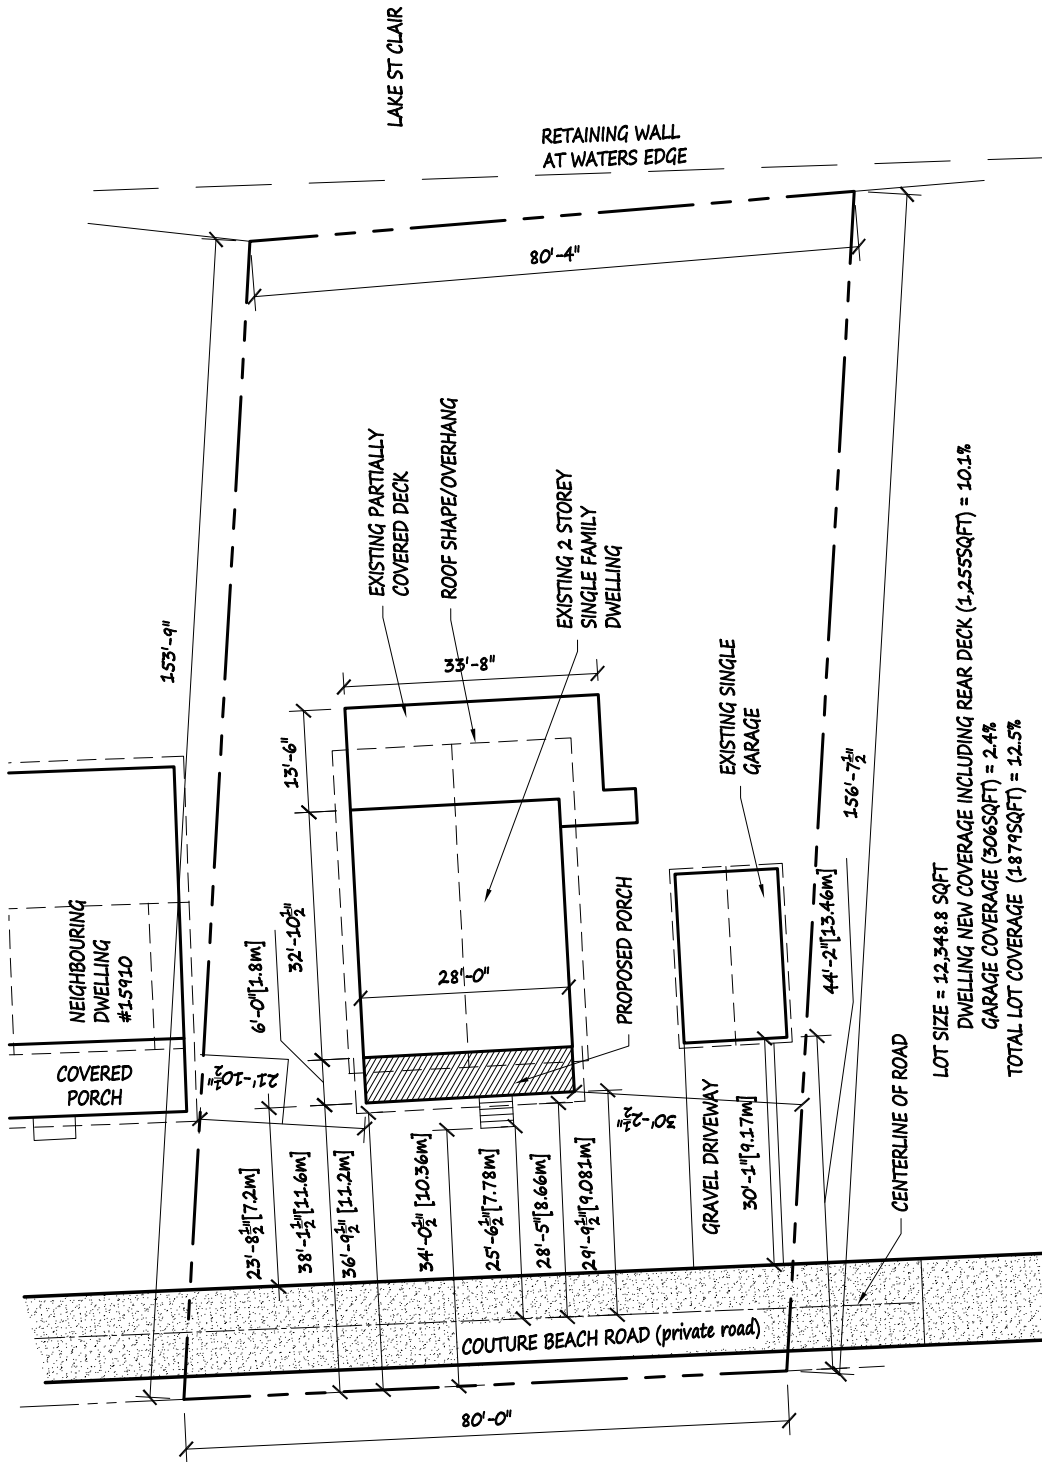 LAKE ST CLAIR
RETAINING WALL
AT WATERS EDGE
80'-4"
153'-9"
EXISTING PARTIALLY
COVERED DECK
ROOF SHAPE/OVERHANG
EXISTING 2 STOREY
SINGLE FAMILY
DWELLING
33'-8"
13'-6"
EXISTING SINGLE
GARAGE
156'-7½"
NEIGHBOURING
DWELLING
#15910
COVERED
PORCH
6'-0"[1.8m]
32'-10½"
28'-0"
PROPOSED PORCH
44'-2"[13.46m]
21'-10½"
30'-2½"
GRAVEL DRIVEWAY
30'-1"[9.17m]
23'-8½"[7.2m]
38'-1½"[11.6m]
36'-9½" [11.2m]
34'-0½" [10.36m]
25'-6½"[7.78m]
28'-5"[8.66m]
29'-9½"[9.081m]
CENTERLINE OF ROAD
COUTURE BEACH ROAD (private road)
80'-0"
LOT SIZE = 12,348.8 SQFT
DWELLING NEW COVERAGE INCLUDING REAR DECK (1,255SQFT) = 10.1%
GARAGE COVERAGE (306SQFT) = 2.4%
TOTAL LOT COVERAGE (1879SQFT) = 12.5%